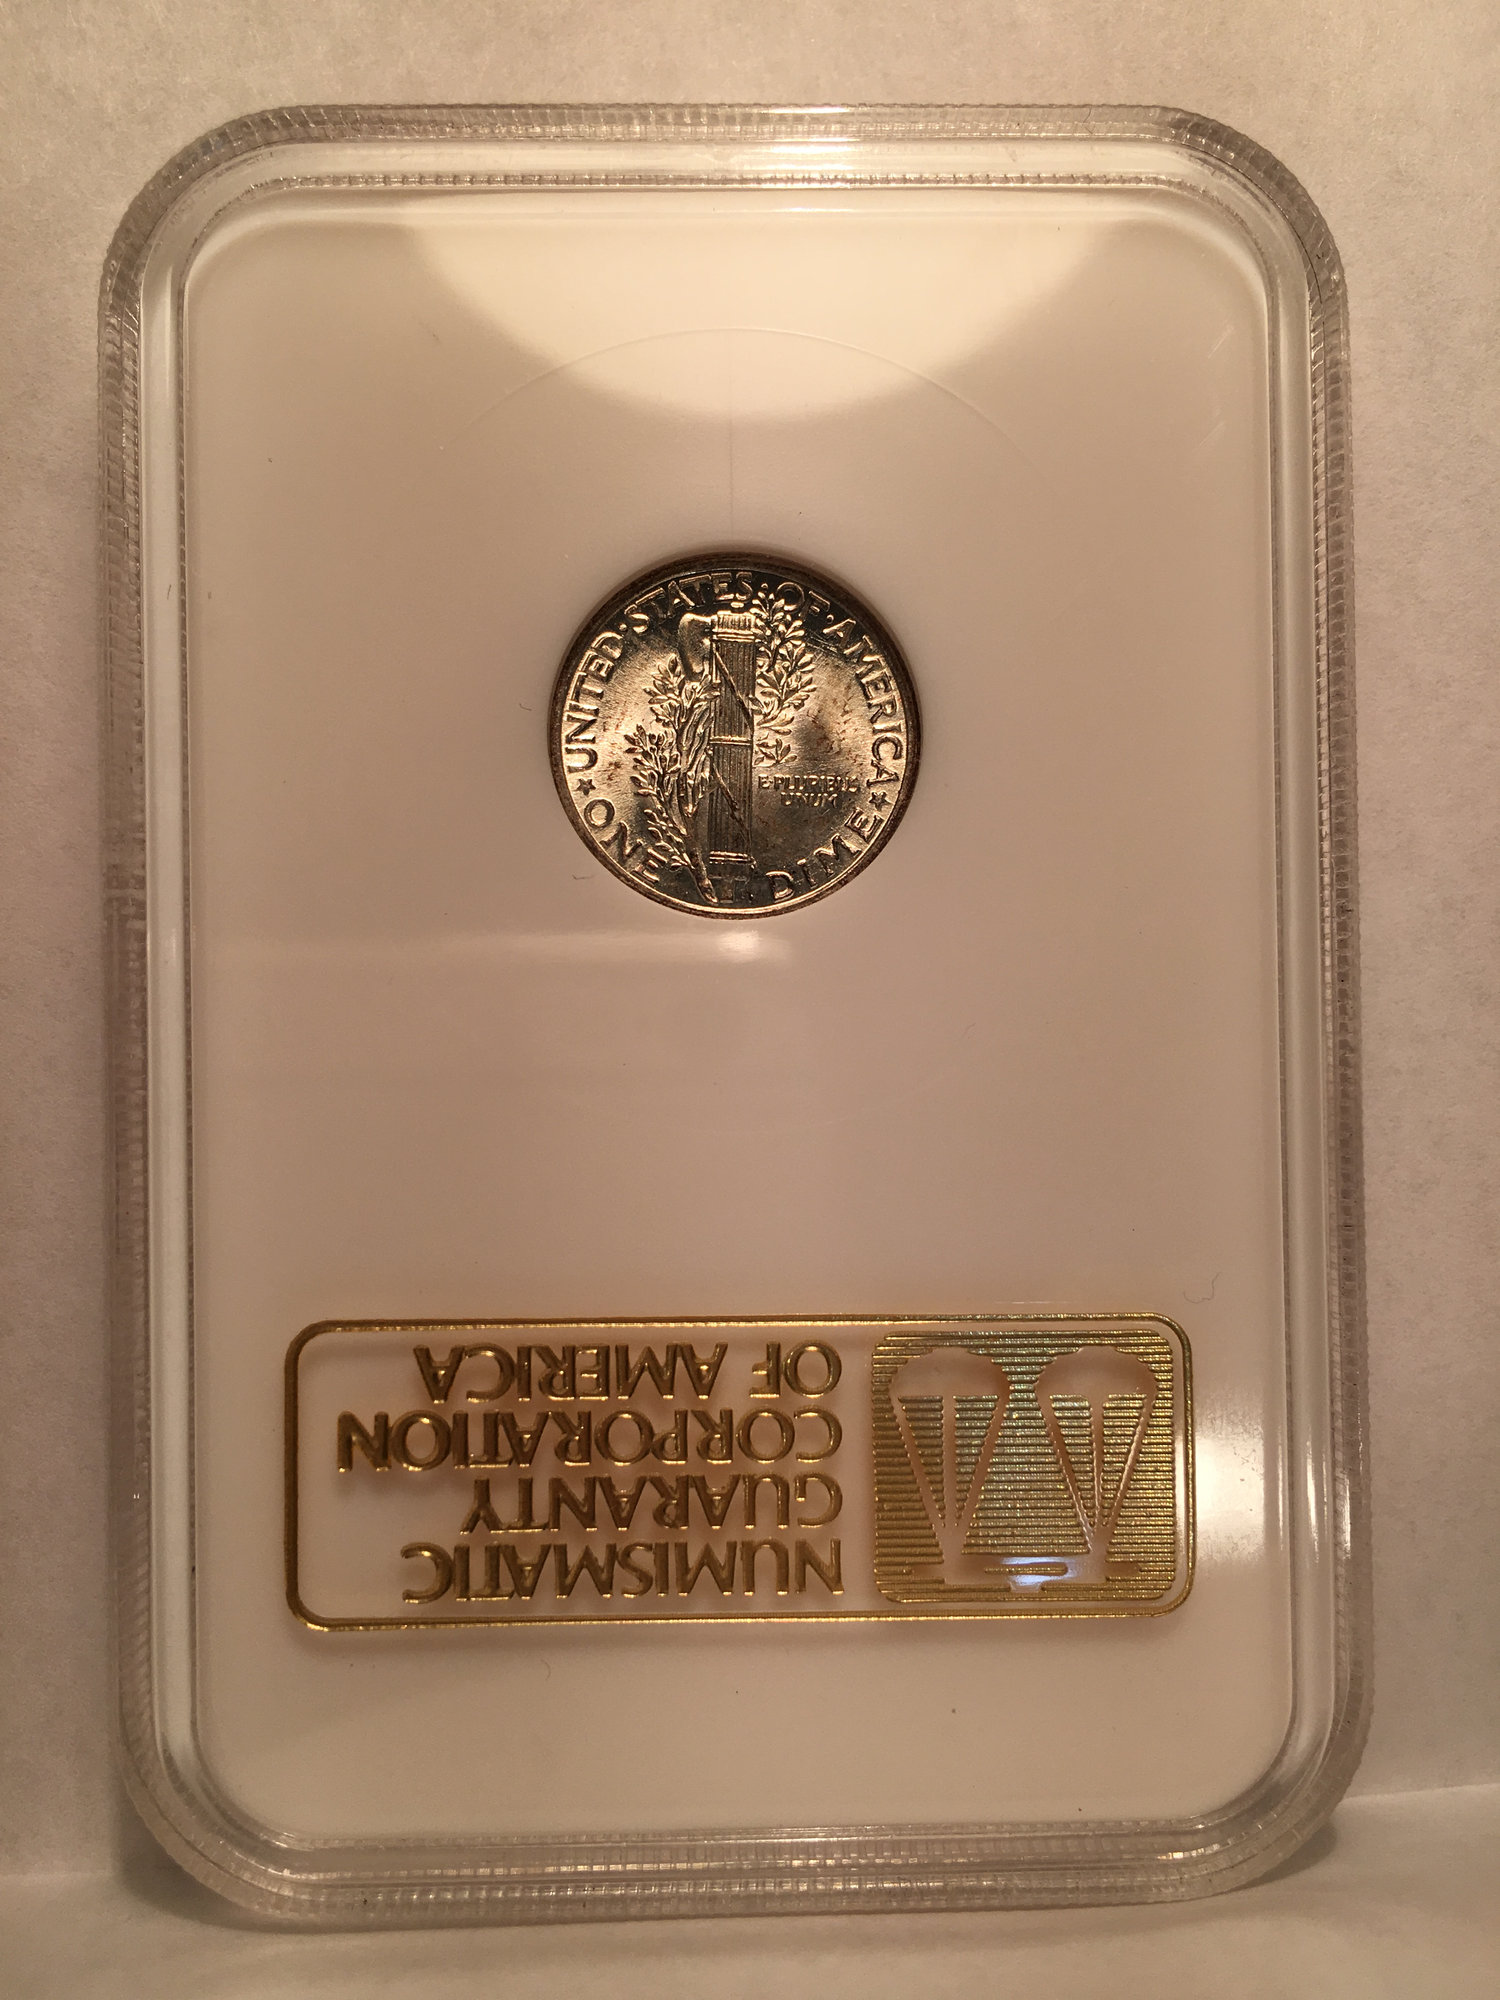 UNITED·STATES·OF·AMERICA
E·PLURIBUS
UNUM
ONE DIME
NUMISMATIC
GUARANTY
CORPORATION
OF AMERICA